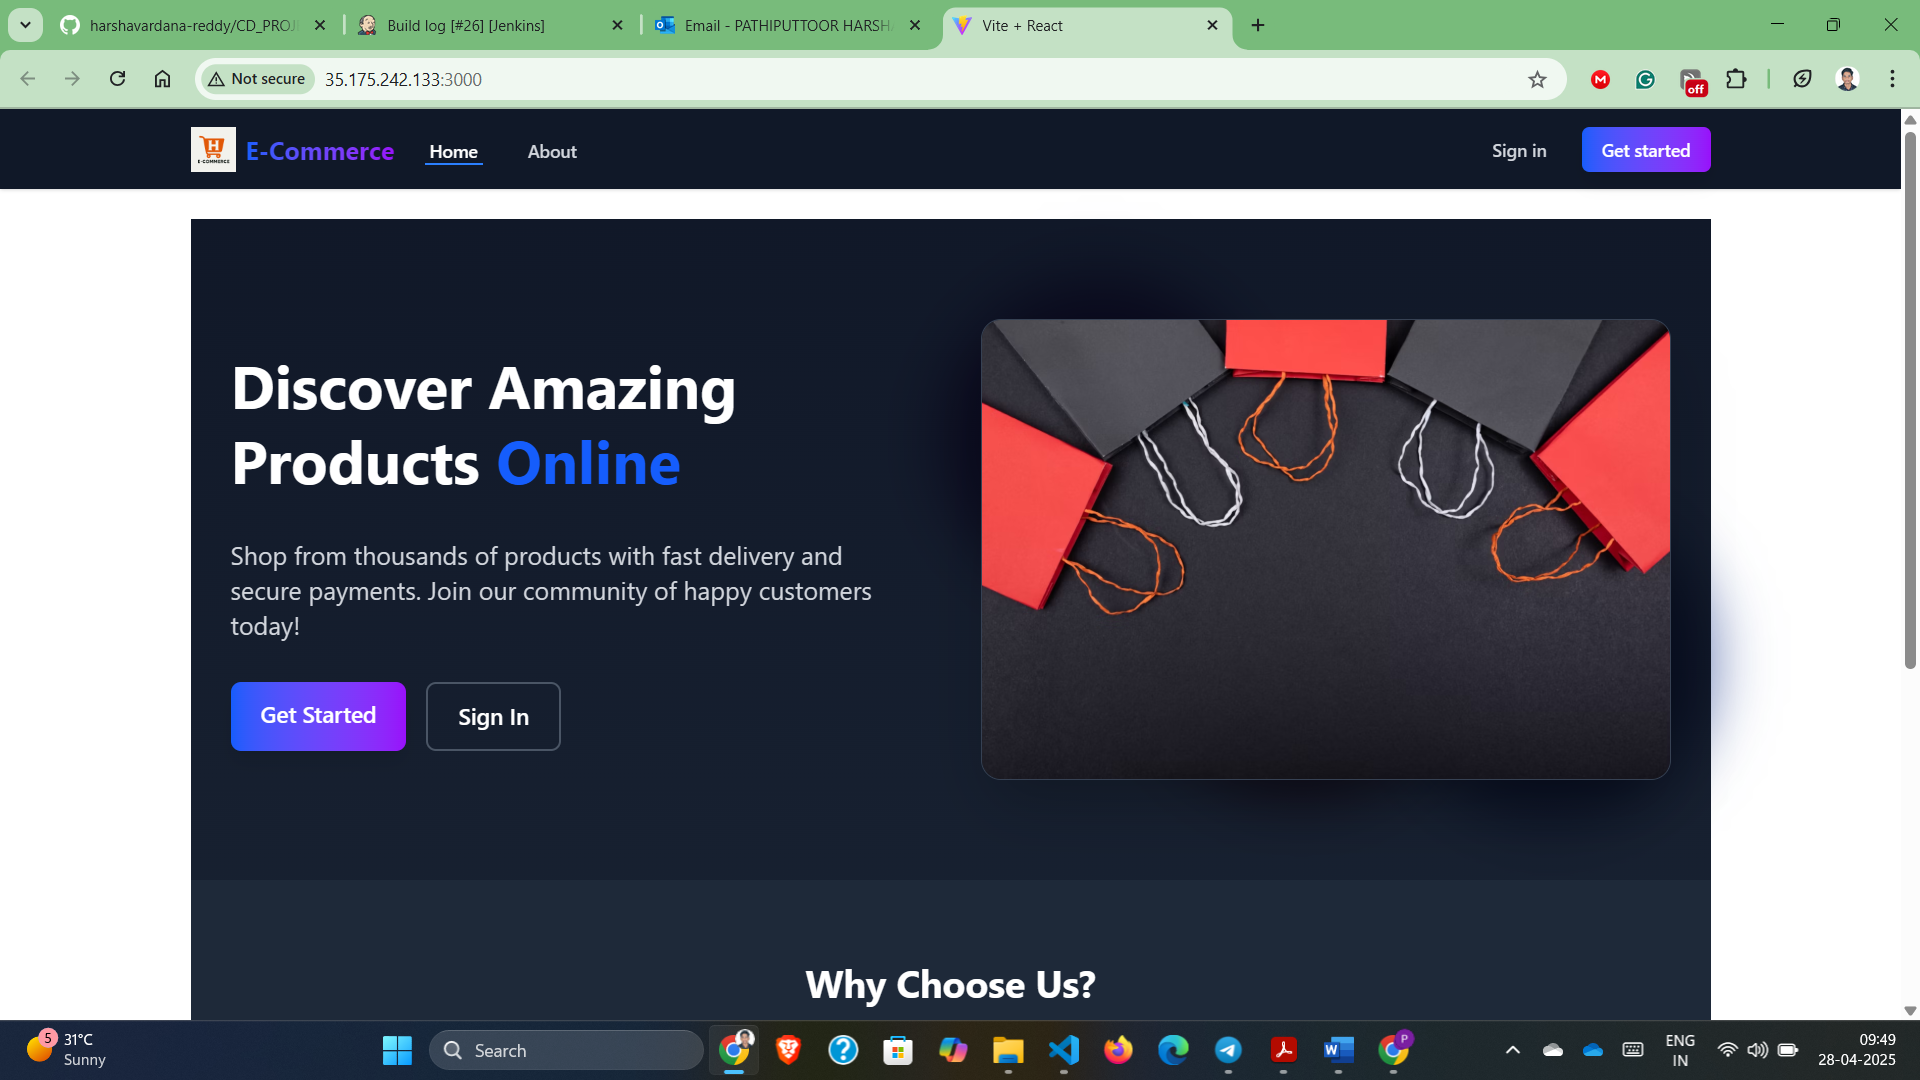 harshavardana-reddy/CD_PROJ
Build log [#26] [Jenkins]
Email - PATHIPUTTOOR HARSHA
Vite + React
Not secure
35.175.242.133:3000
off
H
E-COMMERCE
E-Commerce
Home
About
Sign in
Get started
Discover Amazing
Products Online
Shop from thousands of products with fast delivery and
secure payments. Join our community of happy customers
today!
Get Started
Sign In
Why Choose Us?
5
31°C
Sunny
Search
P
ENG
IN
09:49
28-04-2025